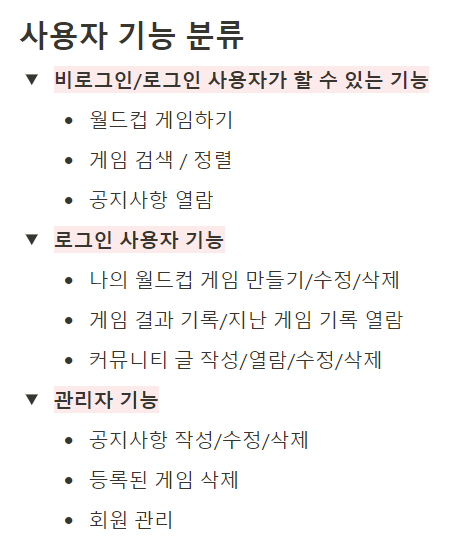 사용자 기능 분류
비로그인/로그인 사용자가 할 수 있는 기능
월드컵 게임하기
게임 검색 / 정렬
공지사항 열람
로그인 사용자 기능
나의 월드컵 게임 만들기/수정/삭제
게임 결과 기록/지난 게임 기록 열람
커뮤니티 글 작성/열람/수정/삭제
관리자 기능
공지사항 작성/수정/삭제
등록된 게임 삭제
회원 관리